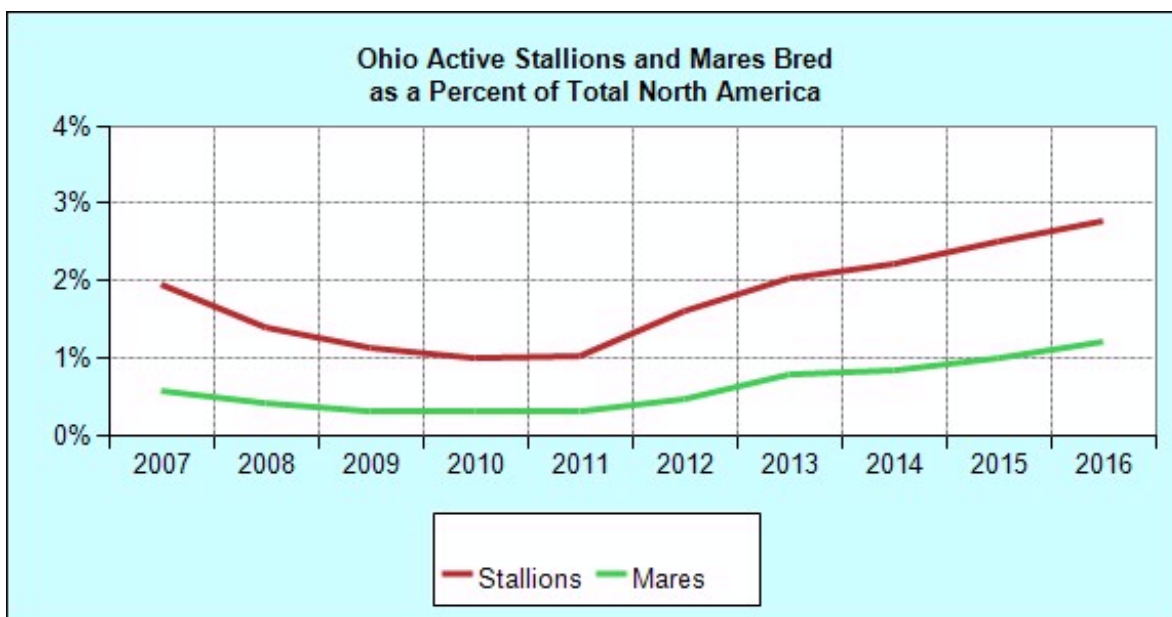 Ohio Active Stallions and Mares Bred
as a Percent of Total North America
4%
3%
2%
1%
0%
2007 2008 2009 2010 2011 2012 2013 2014 2015 2016
Stallions Mares